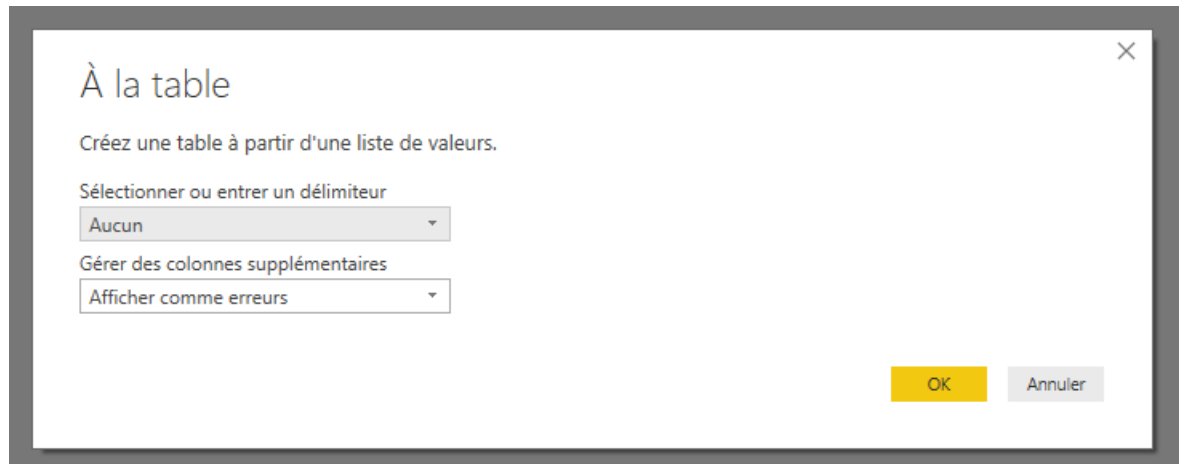 À la table
Créez une table à partir d'une liste de valeurs.
Sélectionner ou entrer un délimiteur
Aucun
Gérer des colonnes supplémentaires
Afficher comme erreurs
OK
Annuler